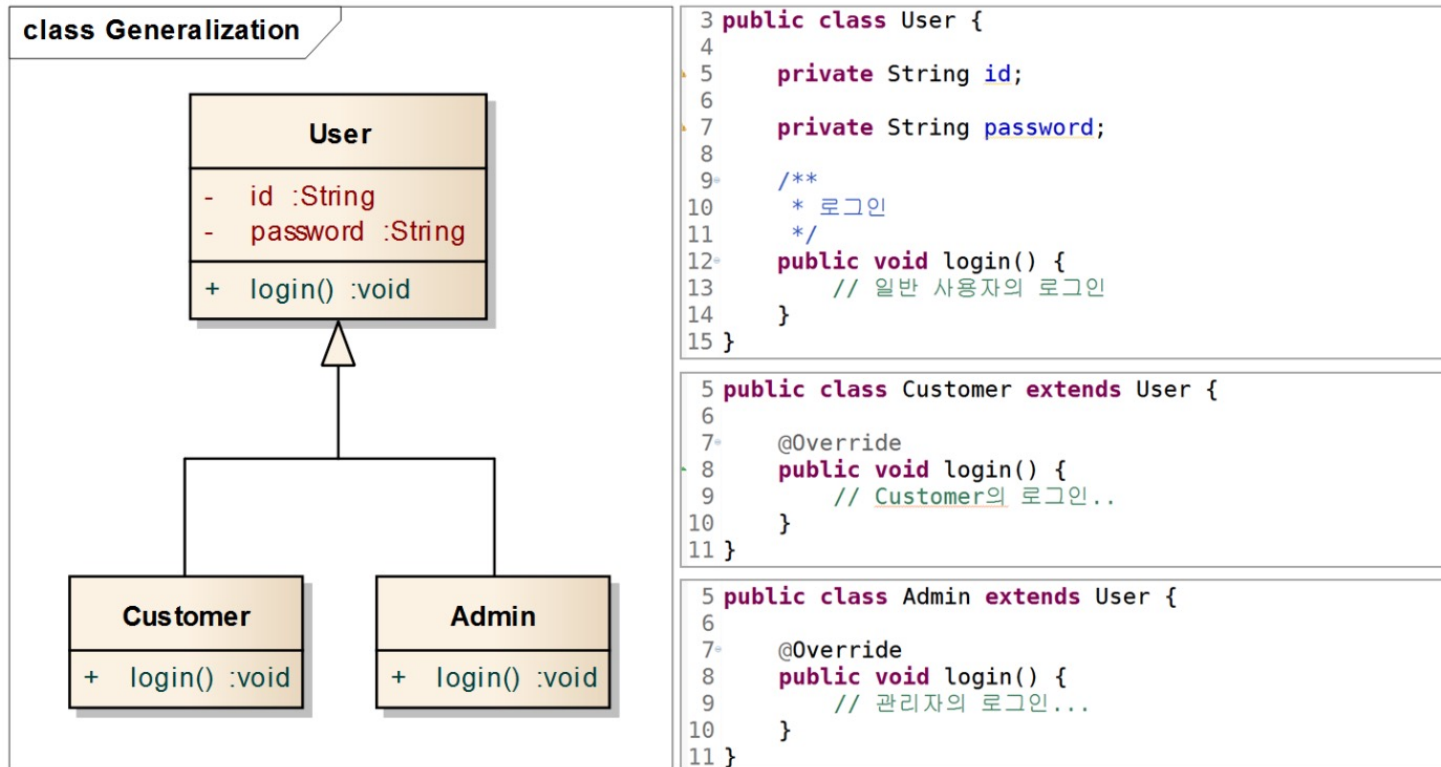 class Generalization
User
- id :String
- password :String
+ login() :void
Customer
+ login() :void
Admin
+ login() :void
3 public class User {
4
5 private String id;
6
7 private String password;
8
9 /**
10 * 로그인
11 */
12 public void login() {
13 // 일반 사용자의 로그인
14 }
15 }
5 public class Customer extends User {
6
7 @Override
8 public void login() {
9 // Customer의 로그인..
10 }
11 }
5 public class Admin extends User {
6
7 @Override
8 public void login() {
9 // 관리자의 로그인...
10 }
11 }